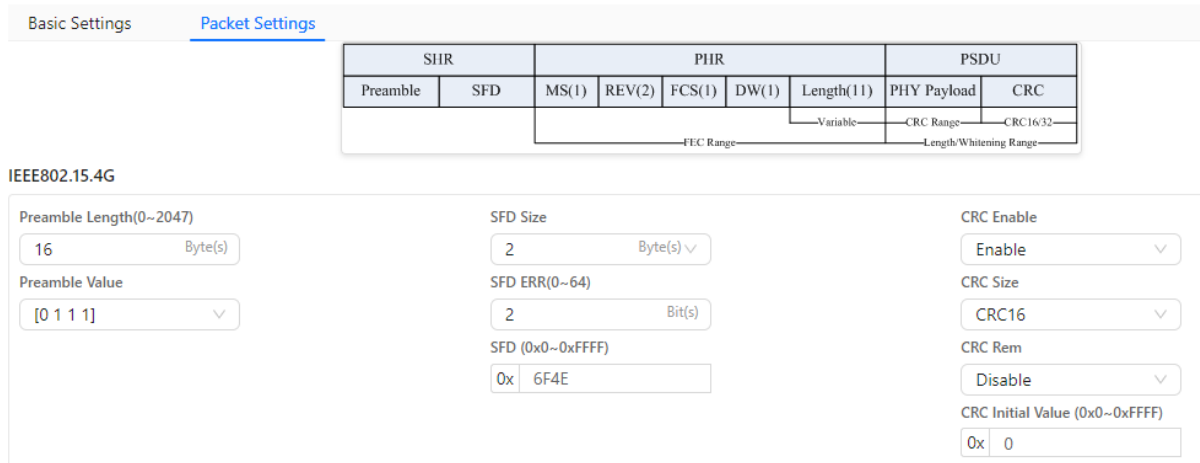 Basic Settings Packet Settings
SHR PHR PSDU
Preamble SFD MS(1) REV(2) FCS(1) DW(1) Length(11) PHY Payload CRC
Variable CRC Range CRC16/32
FEC Range Length/Whitening Range
IEEE802.15.4G
Preamble Length(0~2047) SFD Size CRC Enable
16 Byte(s) 2 Byte(s) Enable
Preamble Value SFD ERR(0~64) CRC Size
[0 1 1 1] 2 Bit(s) CRC16
SFD (0x0~0xFFFF) CRC Rem
0x 6F4E Disable
CRC Initial Value (0x0~0xFFFF)
0x 0